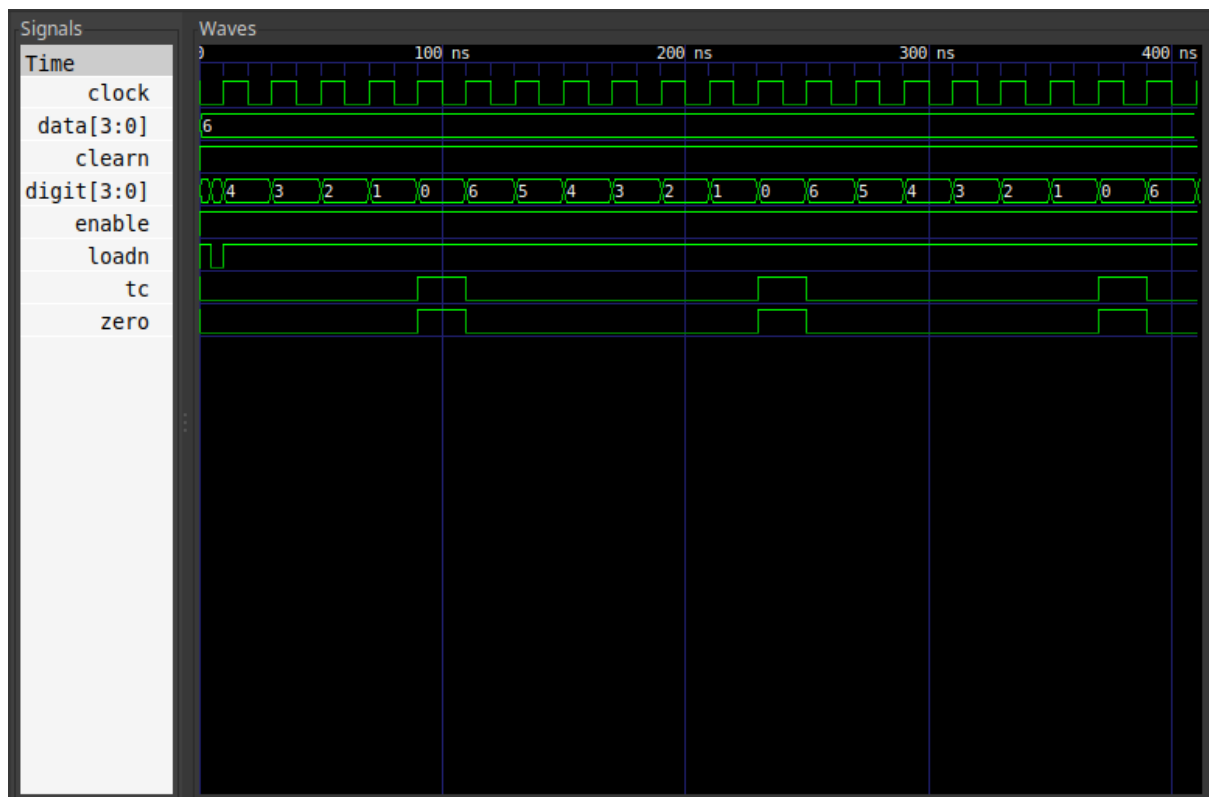 Signals
Waves
Time
0 100 ns 200 ns 300 ns 400 ns
clock
data[3:0] 6
clearn
digit[3:0] 4 3 2 1 0 6 5 4 3 2 1 0 6 5 4 3 2 1 0 6
enable
loadn
tc
zero